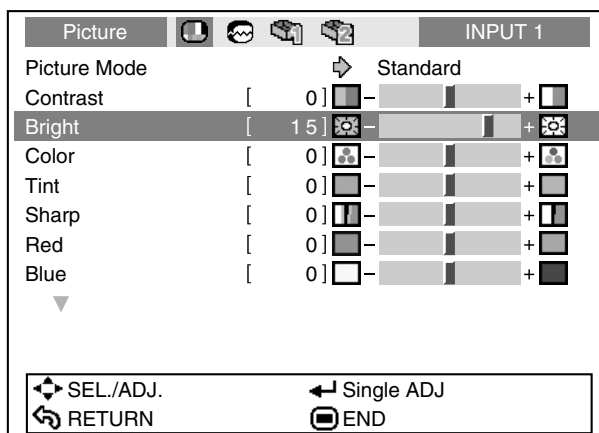 Picture INPUT 1
Picture Mode Standard
Contrast [ 0] - +
Bright [ 15] - +
Color [ 0] - +
Tint [ 0] - +
Sharp [ 0] - +
Red [ 0] - +
Blue [ 0] - +
SEL./ADJ. Single ADJ
RETURN END